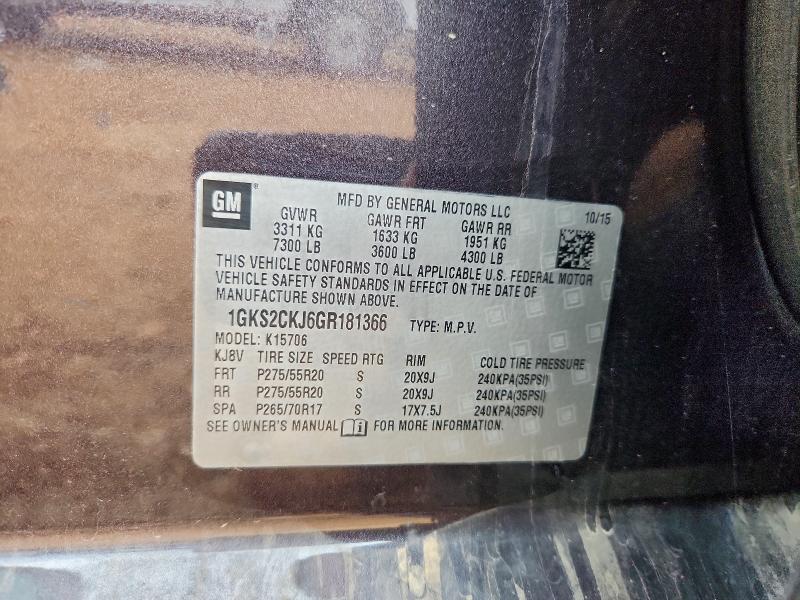 GM ® MFD BY GENERAL MOTORS LLC 10/15
GVWR GAWR FRT GAWR RR
3311 KG 1633 KG 1951 KG
7300 LB 3600 LB 4300 LB
THIS VEHICLE CONFORMS TO ALL APPLICABLE U.S. FEDERAL MOTOR
VEHICLE SAFETY STANDARDS IN EFFECT ON THE DATE OF
MANUFACTURE SHOWN ABOVE.
1GKS2CKJ6GR181366 TYPE: M.P.V.
MODEL: K15706
KJ8V TIRE SIZE SPEED RTG RIM COLD TIRE PRESSURE
FRT P275/55R20 S 20X9J 240KPA(35PSI)
RR P275/55R20 S 20X9J 240KPA(35PSI)
SPA P265/70R17 S 17X7.5J 240KPA(35PSI)
SEE OWNER'S MANUAL i FOR MORE INFORMATION.